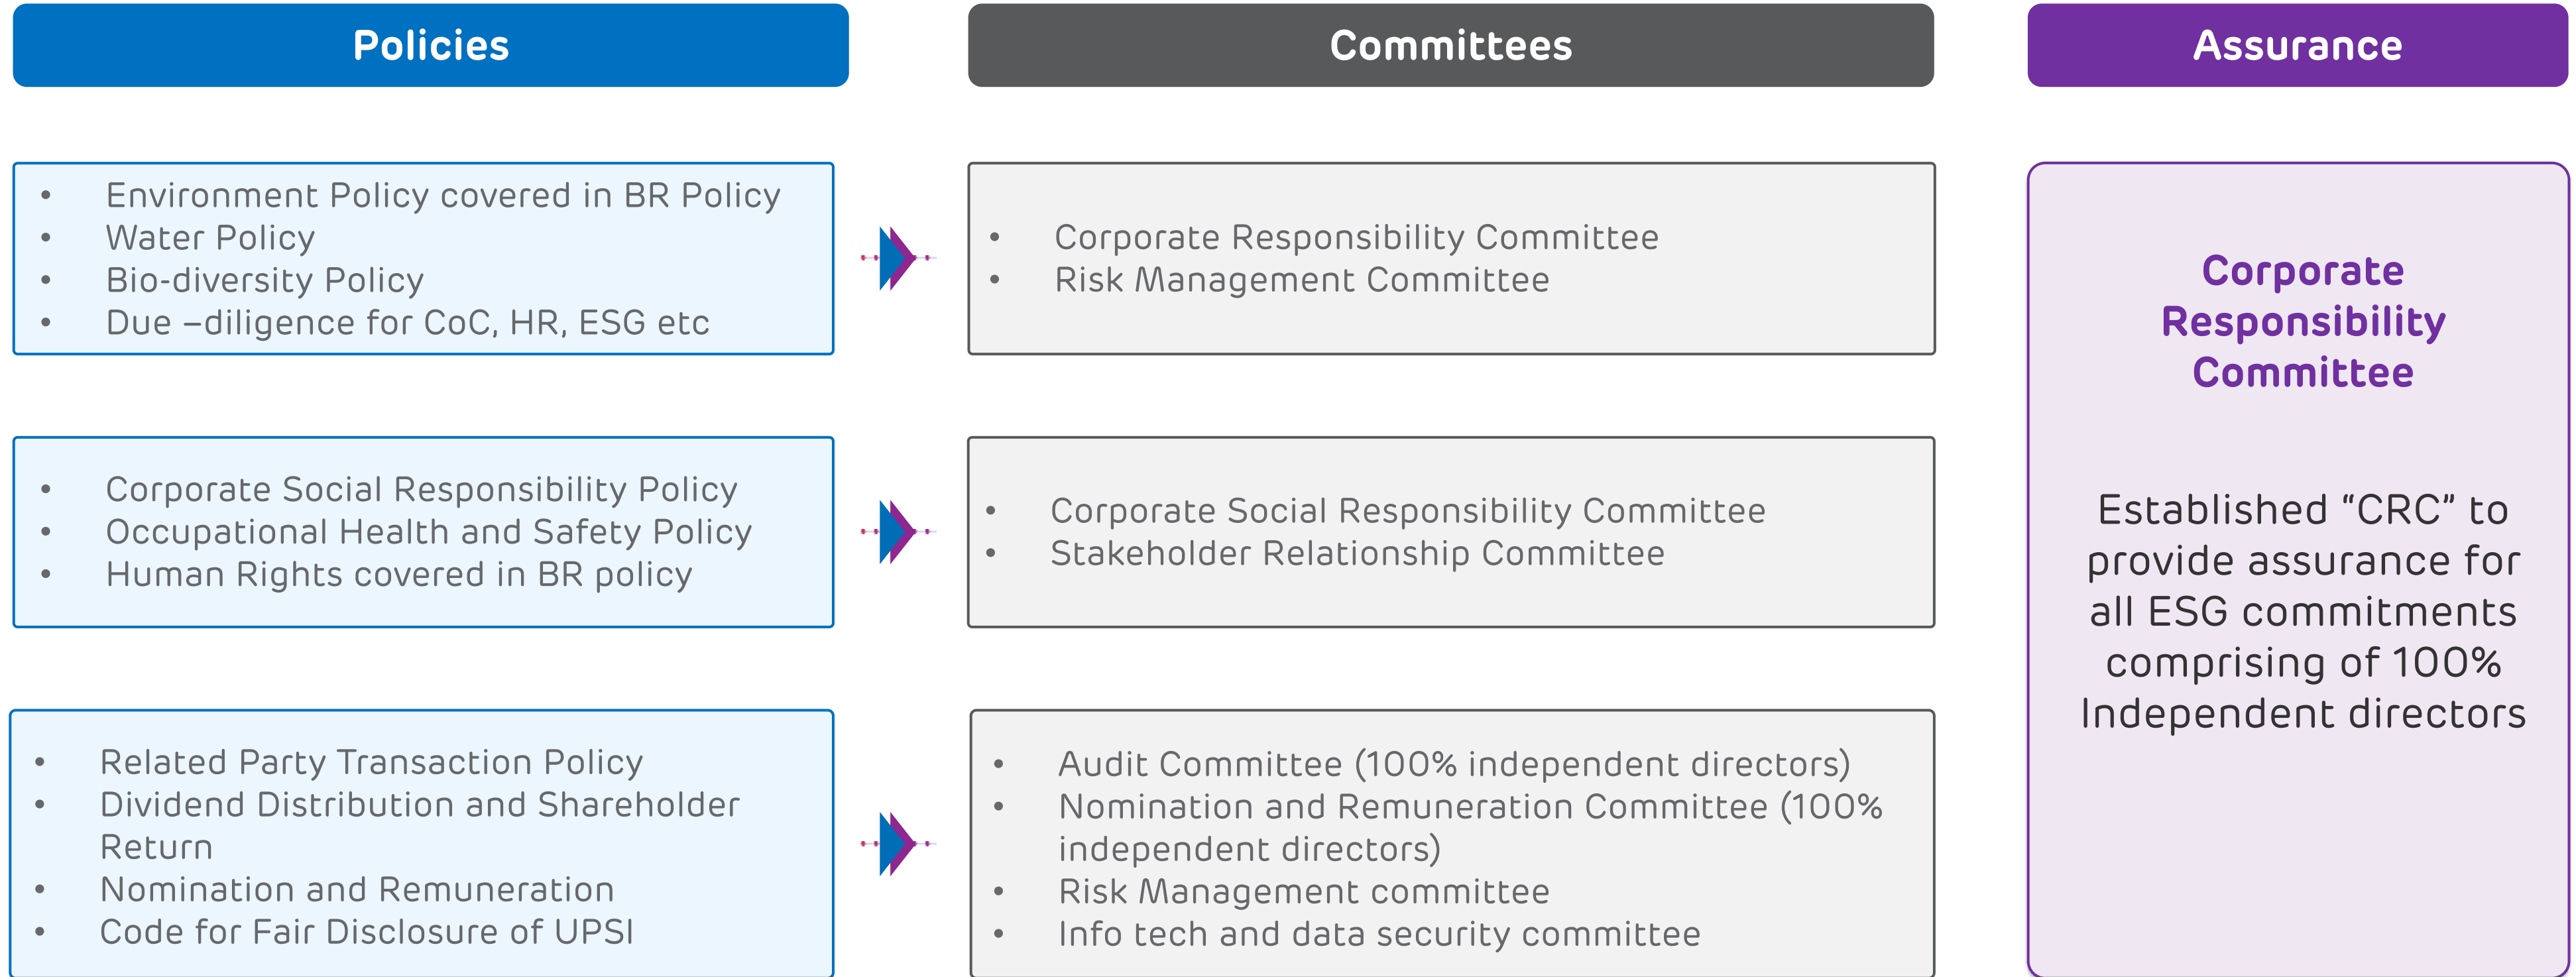 Policies
Committees
Assurance
• Environment Policy covered in BR Policy
• Water Policy
• Bio-diversity Policy
• Due –diligence for CoC, HR, ESG etc
• Corporate Responsibility Committee
• Risk Management Committee
• Corporate Social Responsibility Policy
• Occupational Health and Safety Policy
• Human Rights covered in BR policy
• Corporate Social Responsibility Committee
• Stakeholder Relationship Committee
• Related Party Transaction Policy
• Dividend Distribution and Shareholder
Return
• Nomination and Remuneration
• Code for Fair Disclosure of UPSI
• Audit Committee (100% independent directors)
• Nomination and Remuneration Committee (100%
independent directors)
• Risk Management committee
• Info tech and data security committee
Corporate
Responsibility
Committee
Established “CRC” to
provide assurance for
all ESG commitments
comprising of 100%
Independent directors